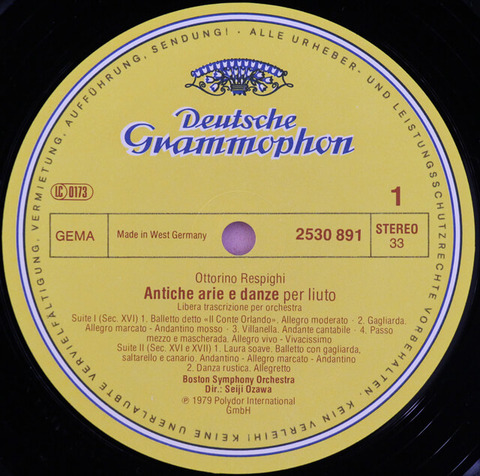 ALLE URHEBER- UND LEISTUNGSSCHUTZRECHTE VORBEHALTEN. KEIN VERLEIH! KEINE UNERLAUBTE VERVIELFÄLTIGUNG, VERMIETUNG, AUFFÜHRUNG, SENDUNG! -
Deutsche
Grammophon
LC 0173
1
GEMA
Made in West Germany
2530 891
STEREO
33
Ottorino Respighi
Antiche arie e danze per liuto
Libera trascrizione per orchestra
Suite I (Sec. XVI) 1. Balletto detto »Il Conte Orlando«. Allegro moderato · 2. Gagliarda.
Allegro marcato - Andantino mosso · 3. Villanella. Andante cantabile · 4. Passo
mezzo e mascherada. Allegro vivo - Vivacissimo
Suite II (Sec. XVI e XVII) 1. Laura soave. Balletto con gagliarda,
saltarello e canario. Andantino - Allegro marcato - Andantino
2. Danza rustica. Allegretto
Boston Symphony Orchestra
Dir.: Seiji Ozawa
℗ 1979 Polydor International
GmbH